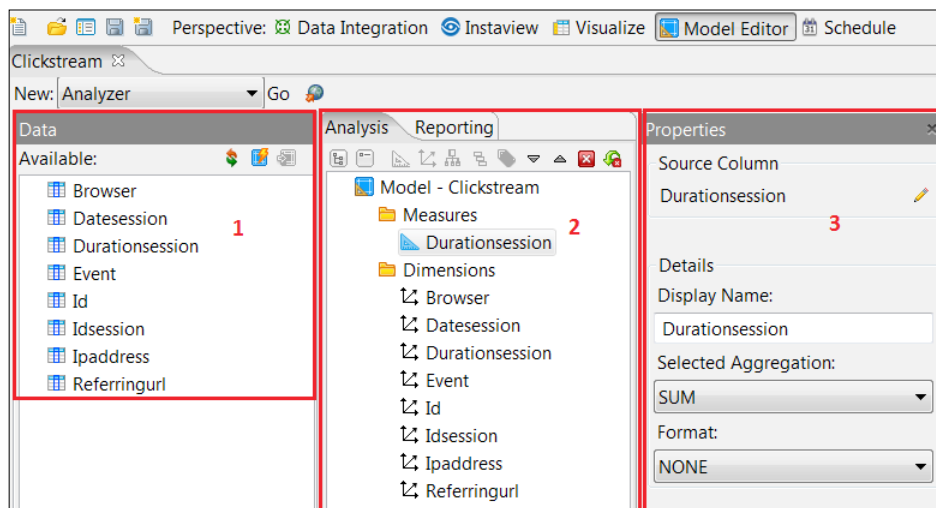 Perspective: Data Integration Instaview Visualize Model Editor Schedule
Clickstream
New: Analyzer Go
Data
Available:
Browser
Datesession
Durationsession
Event
Id
Idsession
Ipaddress
Referringurl
1
Analysis Reporting
Model - Clickstream
Measures
Durationsession
2
Dimensions
Browser
Datesession
Durationsession
Event
Id
Idsession
Ipaddress
Referringurl
Properties
Source Column
Durationsession
3
Details
Display Name:
Durationsession
Selected Aggregation:
SUM
Format:
NONE